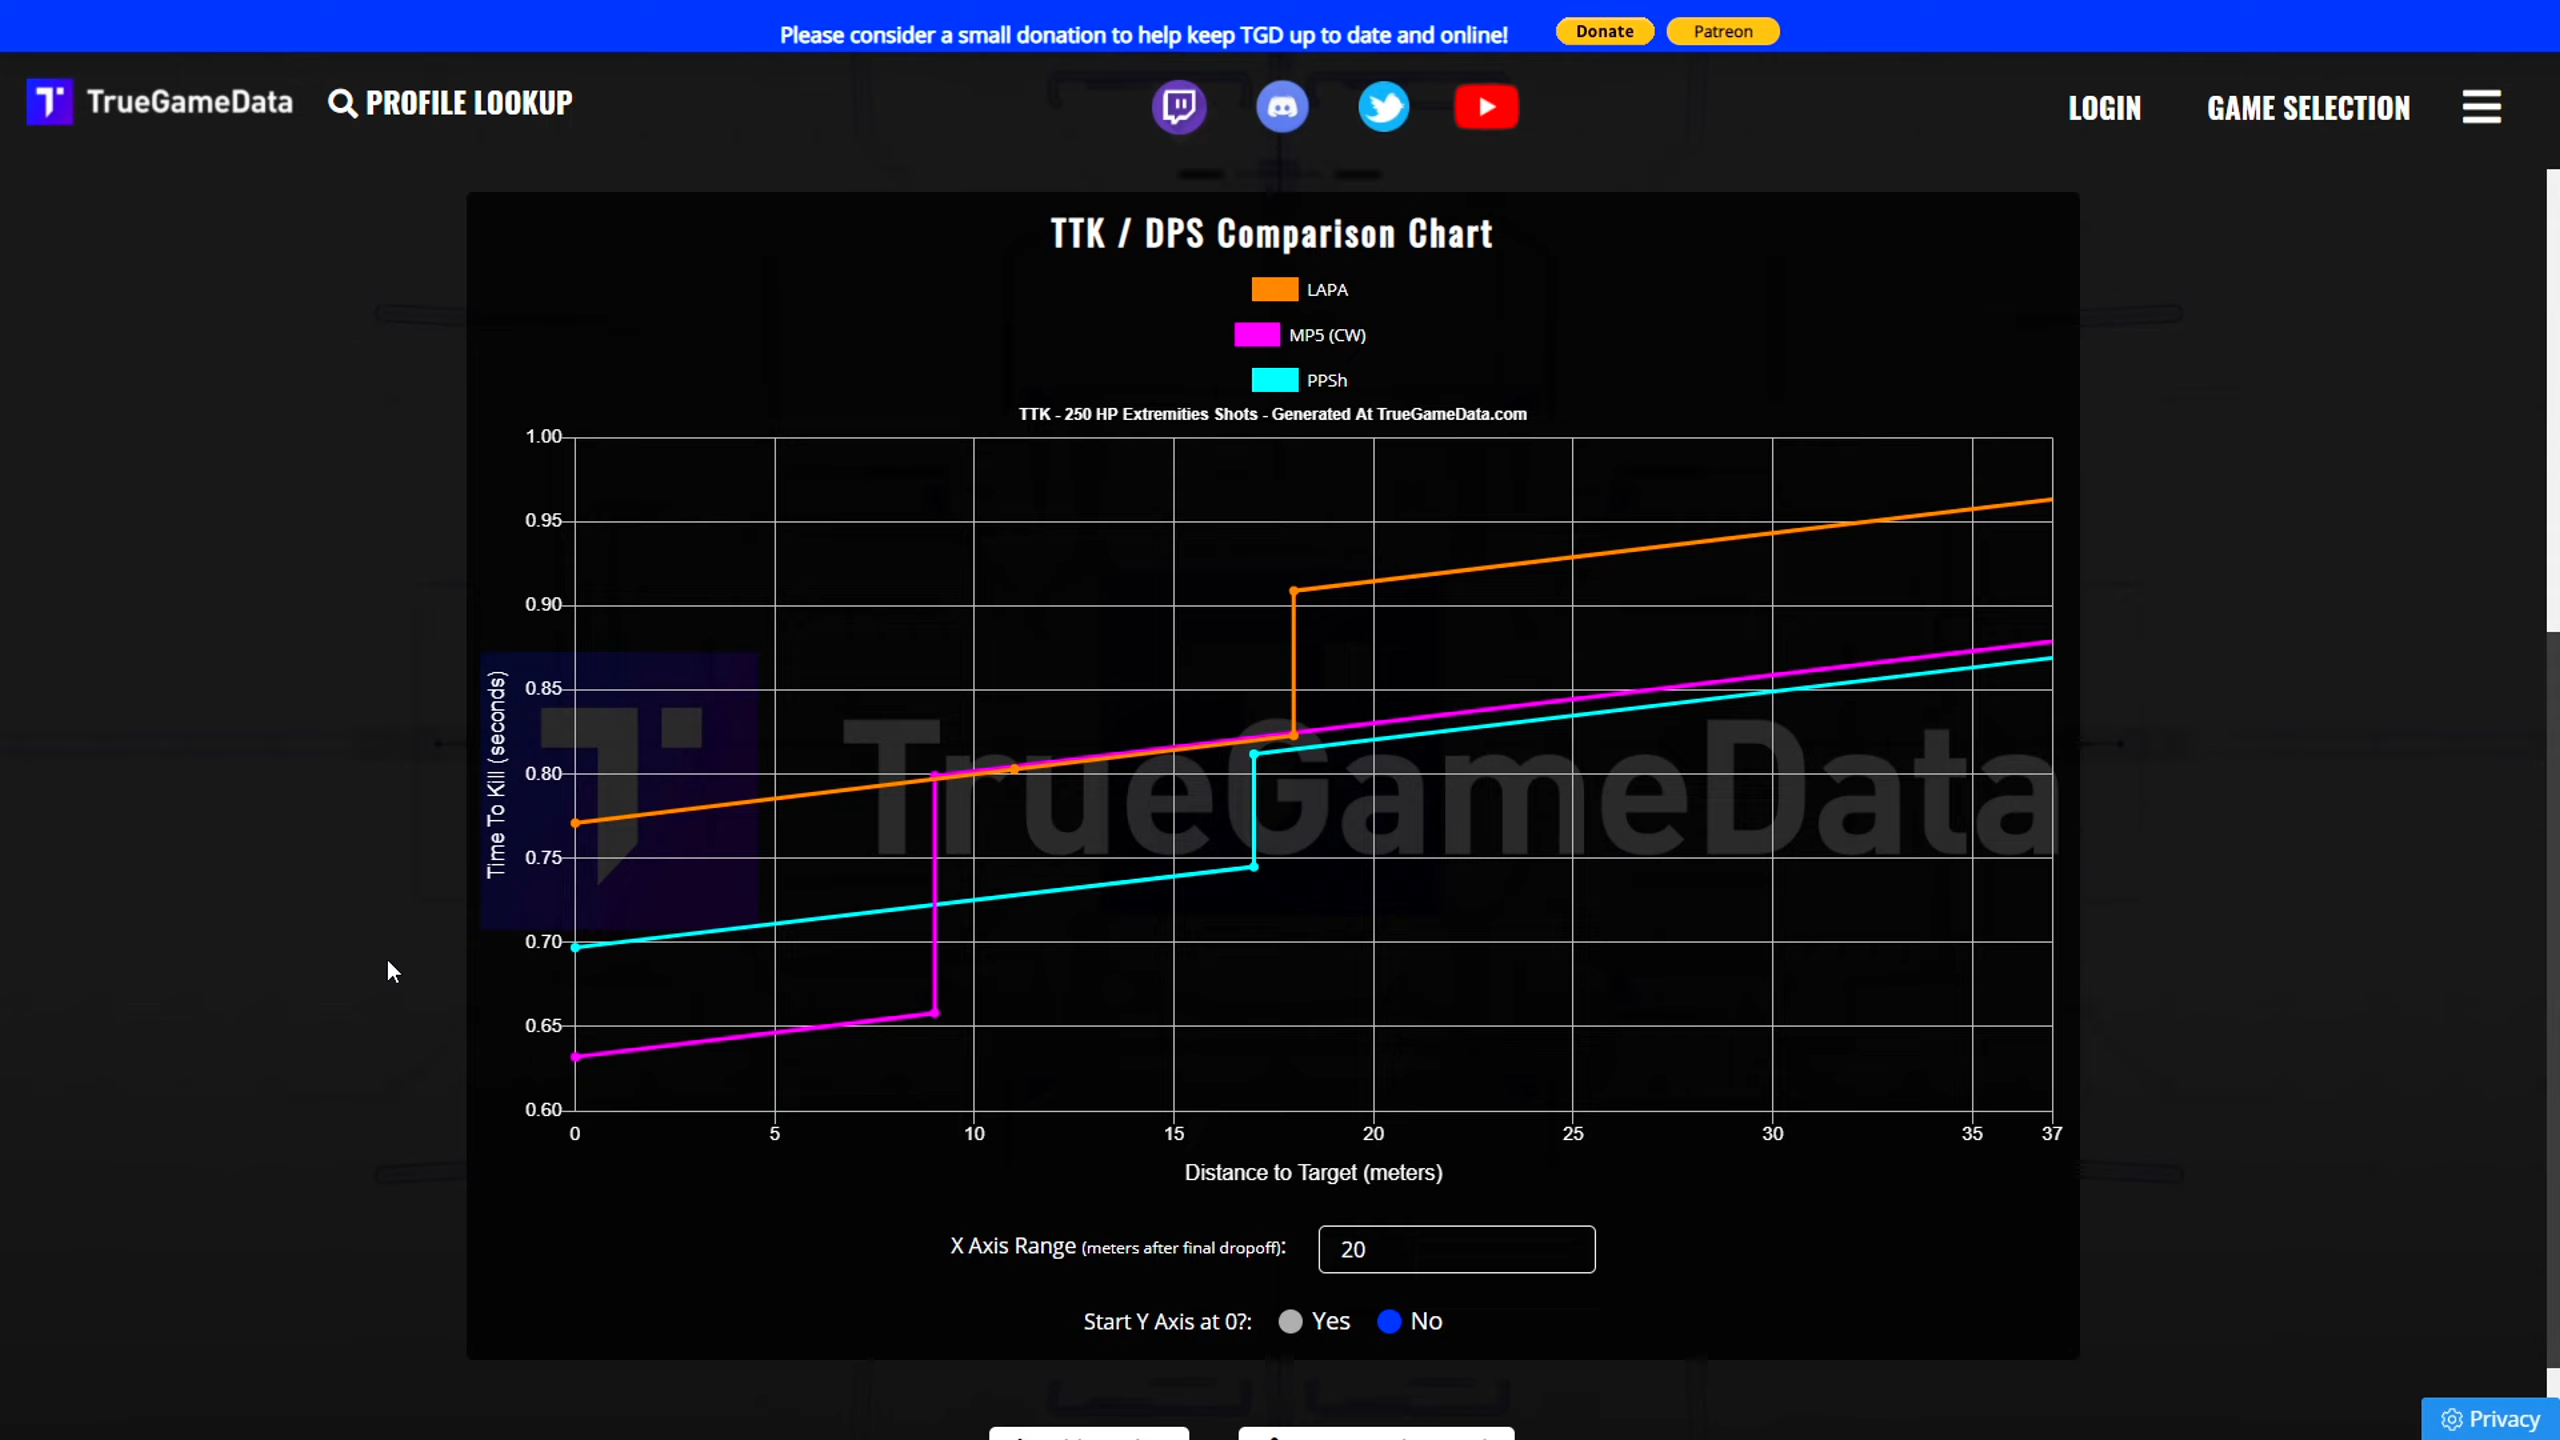 Please consider a small donation to help keep TGD up to date and online! Donate Patreon
TrueGameData PROFILE LOOKUP LOGIN GAME SELECTION
TTK / DPS Comparison Chart
LAPA
MP5 (CW)
PPSh
TTK - 250 HP Extremities Shots - Generated At TrueGameData.com
1.00
0.95
0.90
0.85
0.80
0.75
0.70
0.65
0.60
Time To Kill (seconds)
TrueGameData
0 5 10 15 20 25 30 35 37
Distance to Target (meters)
X Axis Range (meters after final dropoff): 20
Start Y Axis at 0?: Yes No
Privacy